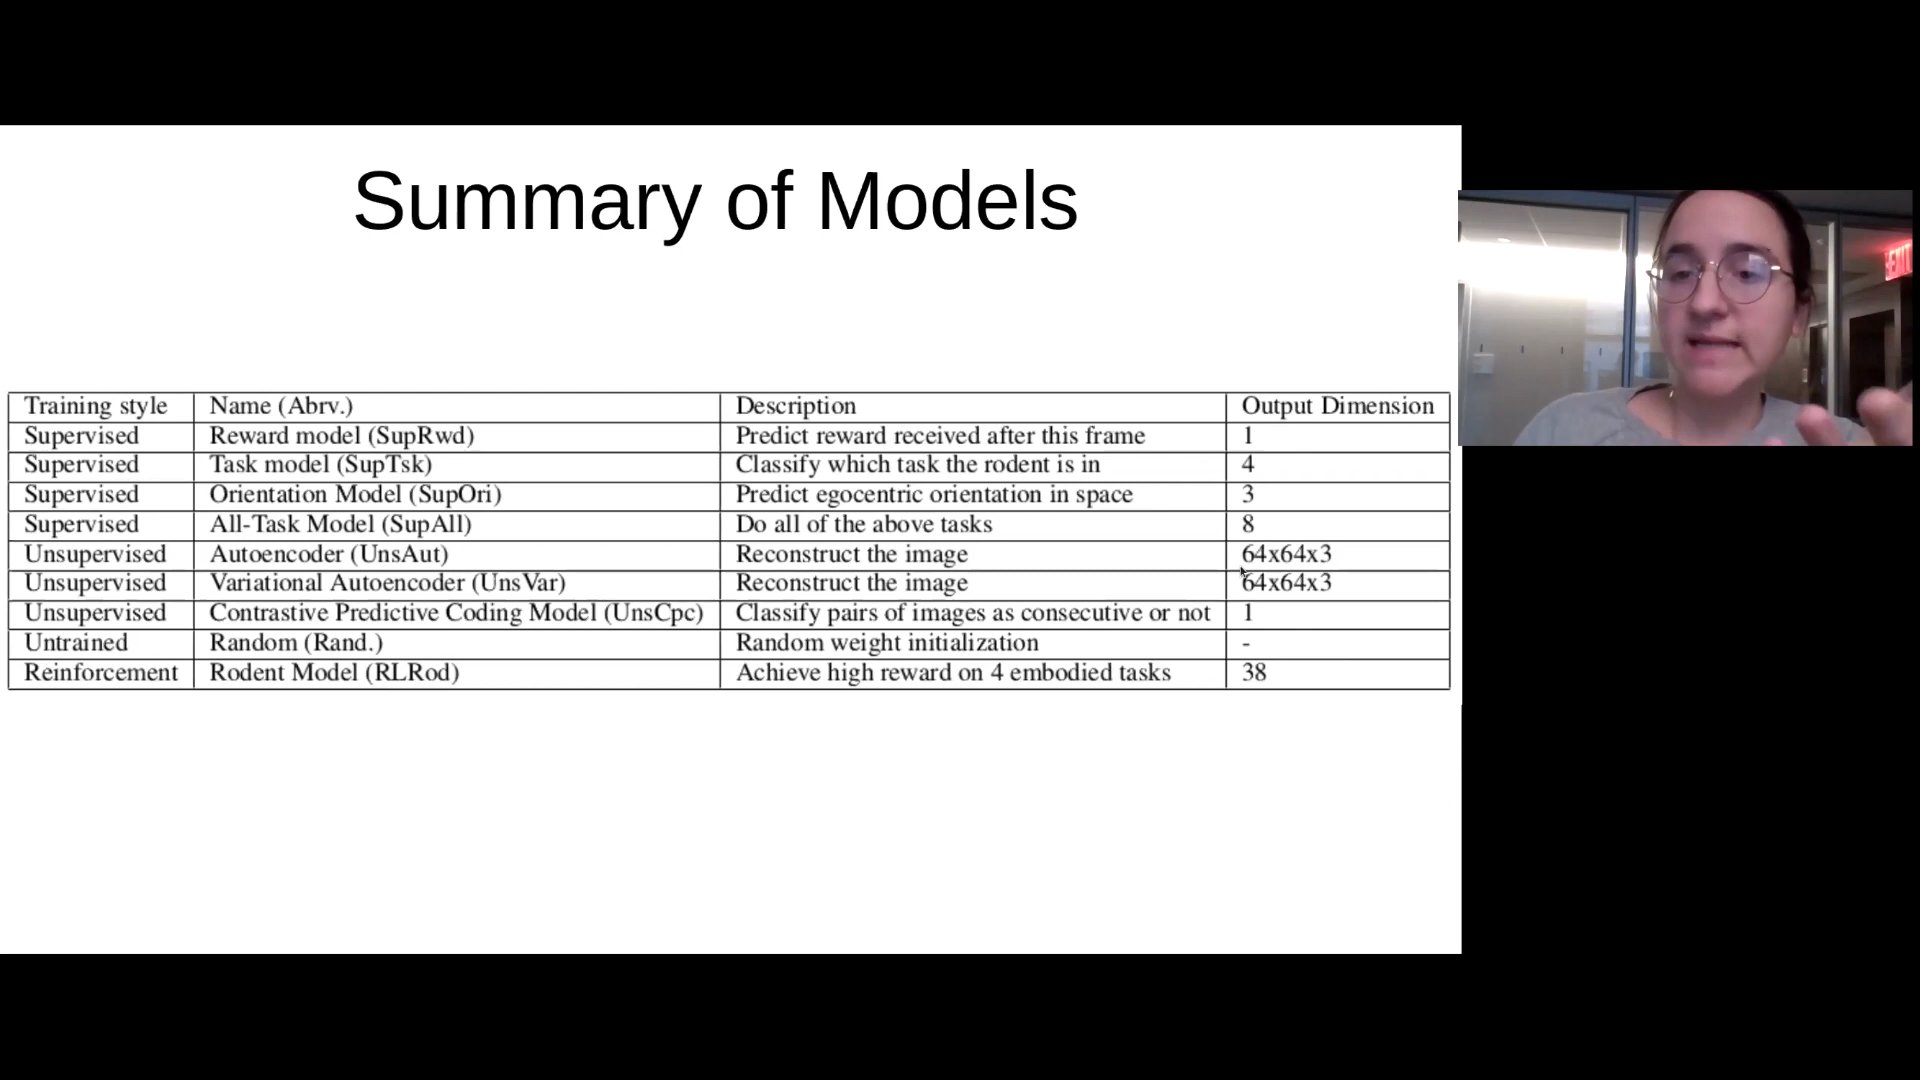 Summary of Models
Training style Name (Abrv.) Description Output Dimension
Supervised Reward model (SupRwd) Predict reward received after this frame 1
Supervised Task model (SupTsk) Classify which task the rodent is in 4
Supervised Orientation Model (SupOri) Predict egocentric orientation in space 3
Supervised All-Task Model (SupAll) Do all of the above tasks 8
Unsupervised Autoencoder (UnsAut) Reconstruct the image 64x64x3
Unsupervised Variational Autoencoder (UnsVar) Reconstruct the image 64x64x3
Unsupervised Contrastive Predictive Coding Model (UnsCpc) Classify pairs of images as consecutive or not 1
Untrained Random (Rand.) Random weight initialization -
Reinforcement Rodent Model (RLRod) Achieve high reward on 4 embodied tasks 38